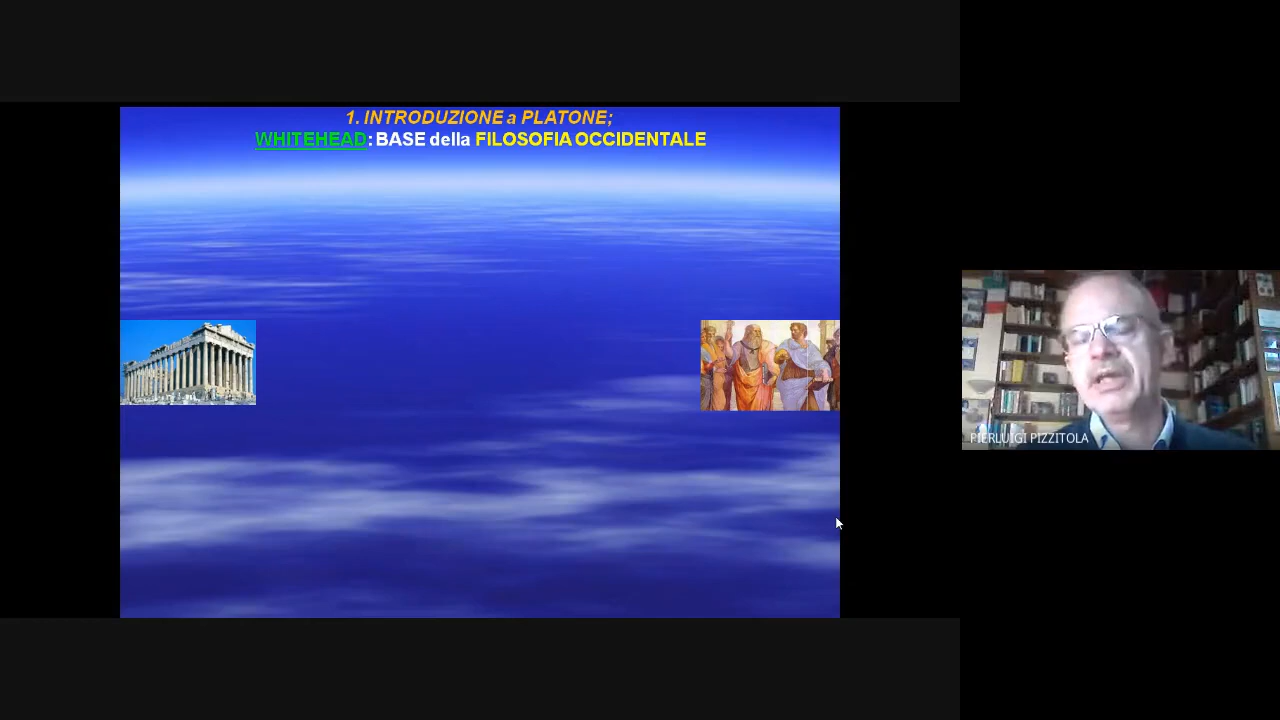 1. INTRODUZIONE a PLATONE;
WHITEHEAD: BASE della FILOSOFIA OCCIDENTALE
PIERLUIGI PIZZITOLA